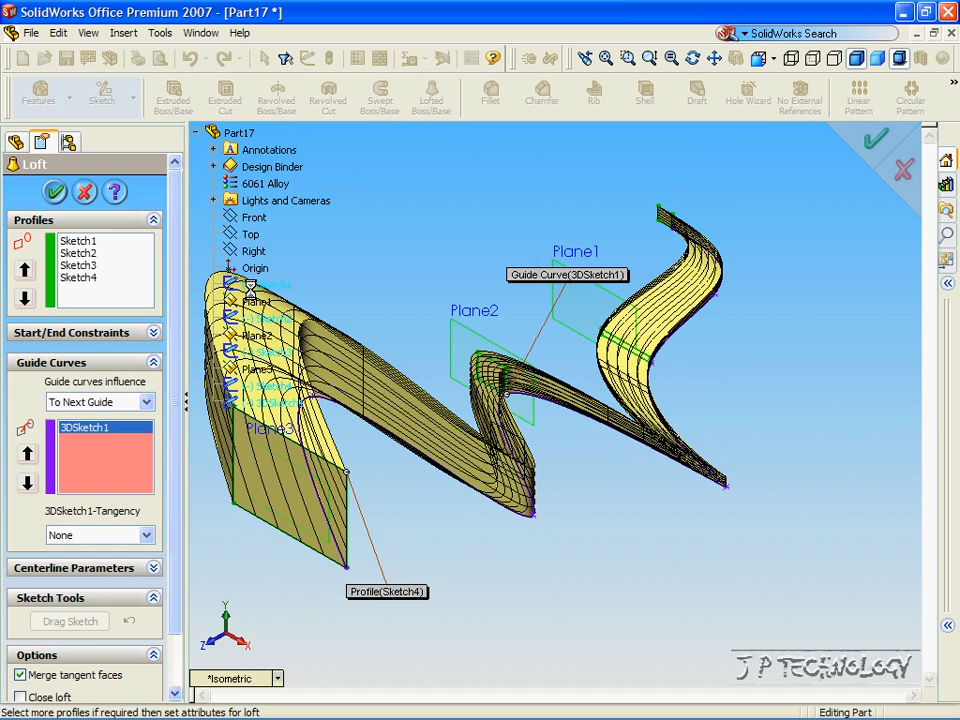 SolidWorks Office Premium 2007 - [Part17 *]
File Edit View Insert Tools Window Help
SolidWorks Search
Features
Sketch
Extruded Boss/Base
Extruded Cut
Revolved Boss/Base
Revolved Cut
Swept Boss/Base
Lofted Boss/Base
Fillet
Chamfer
Rib
Shell
Draft
Hole Wizard
No External References
Linear Pattern
Circular Pattern
Loft
Profiles
Sketch1
Sketch2
Sketch3
Sketch4
Start/End Constraints
Guide Curves
Guide curves influence
To Next Guide
3DSketch1
3DSketch1-Tangency
None
Centerline Parameters
Sketch Tools
Drag Sketch
Options
Merge tangent faces
Close loft
Part17
Annotations
Design Binder
6061 Alloy
Lights and Cameras
Front
Top
Right
Origin
Plane1
Plane2
Plane3
Plane1
Guide Curve(3DSketch1)
Plane2
Profile(Sketch4)
Y
Z
X
*Isometric
J P TECHNOLOGY
Select more profiles if required then set attributes for loft
Editing Part